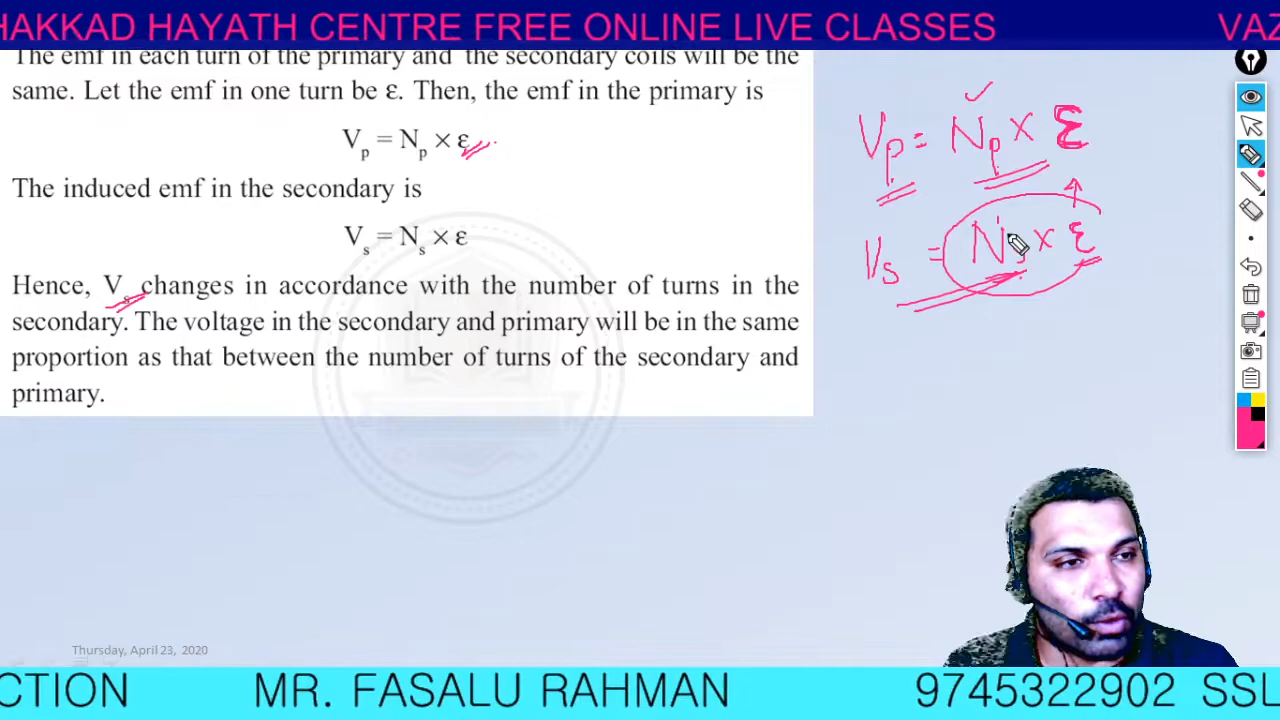 HAKKAD HAYATH CENTRE FREE ONLINE LIVE CLASSES VAZ
The emf in each turn of the primary and the secondary coils will be the
same. Let the emf in one turn be ε. Then, the emf in the primary is
Vp = Np × ε
The induced emf in the secondary is
Vs = Ns × ε
Hence, Vs changes in accordance with the number of turns in the
secondary. The voltage in the secondary and primary will be in the same
proportion as that between the number of turns of the secondary and
primary.
Vp = Np × ε
Vs = Ns × ε
Thursday, April 23, 2020
CTION MR. FASALU RAHMAN 9745322902 SSL